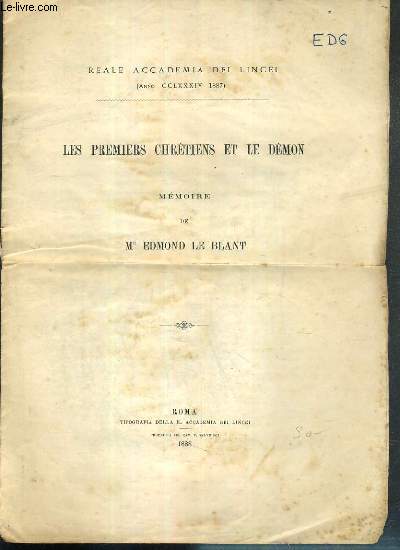 Le-livre.com
ED6
REALE ACCADEMIA DEI LINCEI
(ANNO CCLXXXIV 1887)
LES PREMIERS CHRÉTIENS ET LE DÉMON
MÉMOIRE
DE
Mr EDMOND LE BLANT
ROMA
TIPOGRAFIA DELLA R. ACCADEMIA DEI LINCEI
1888